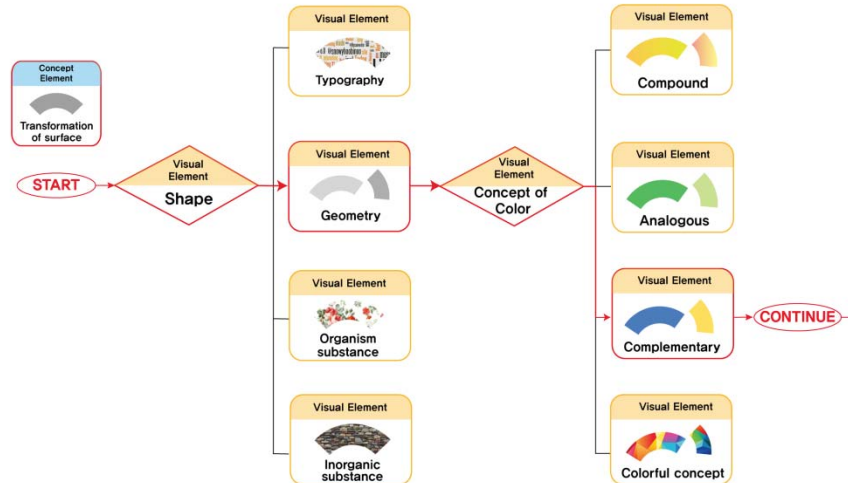 Concept
Element
Transformation
of surface
START
Visual
Element
Shape
Visual Element
Typography
Visual Element
Geometry
Visual Element
Organism
substance
Visual Element
Inorganic
substance
Visual
Element
Concept of
Color
Visual Element
Compound
Visual Element
Analogous
Visual Element
Complementary
Visual Element
Colorful concept
CONTINUE